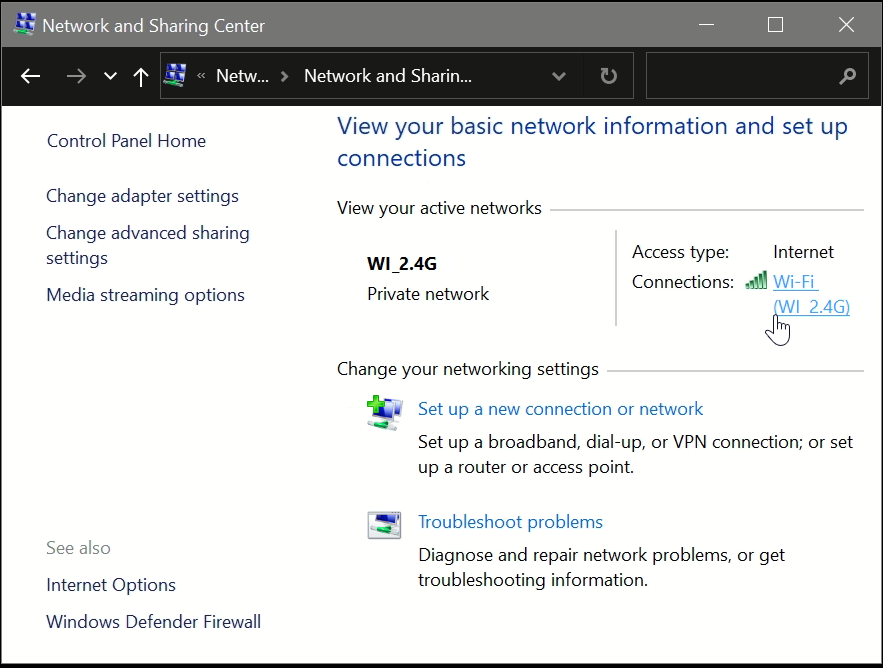 Network and Sharing Center
« Netw... > Network and Sharin...
Control Panel Home
Change adapter settings
Change advanced sharing
settings
Media streaming options
See also
Internet Options
Windows Defender Firewall
View your basic network information and set up
connections
View your active networks
WI_2.4G
Private network
Access type: Internet
Connections: Wi-Fi
(WI_2.4G)
Change your networking settings
Set up a new connection or network
Set up a broadband, dial-up, or VPN connection; or set
up a router or access point.
Troubleshoot problems
Diagnose and repair network problems, or get
troubleshooting information.